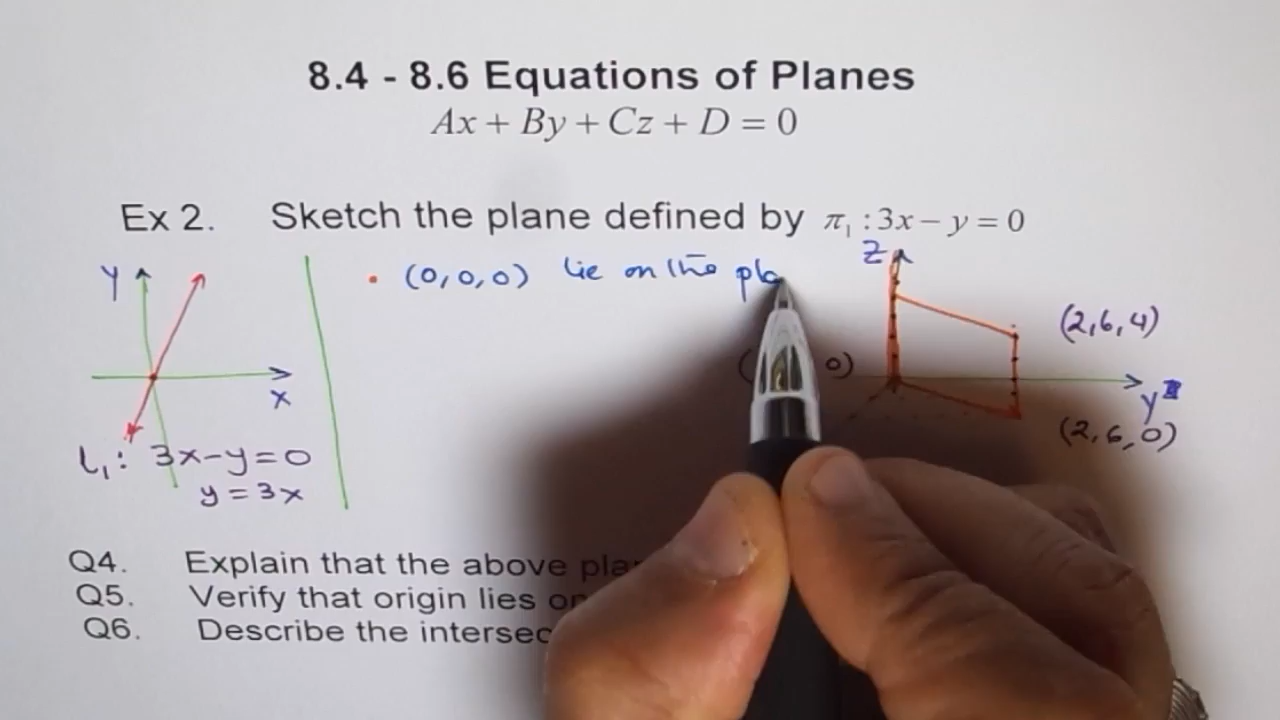 8.4 - 8.6 Equations of Planes
Ax + By + Cz + D = 0
Ex 2. Sketch the plane defined by π₁ : 3x − y = 0
• (0,0,0) lie on the pla
Z
Y
X
(2,6,4)
0)
y
(2,6,0)
L₁: 3x-y=0
y = 3x
Q4. Explain that the above
Q5. Verify that origin lies
Q6. Describe the